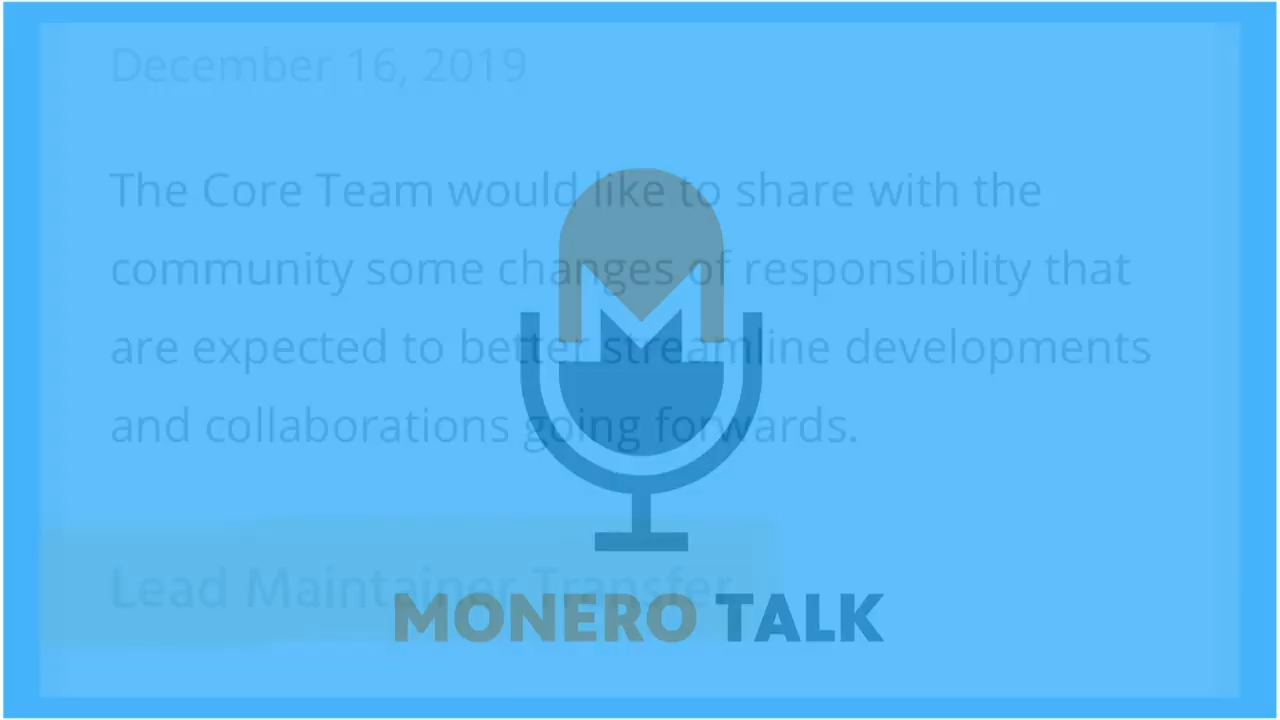 December 16, 2019
The Core Team would like to share with the
community some changes of responsibility that
are expected to better streamline developments
and collaborations going forwards.
Lead Maintainer Transfer
MONERO TALK